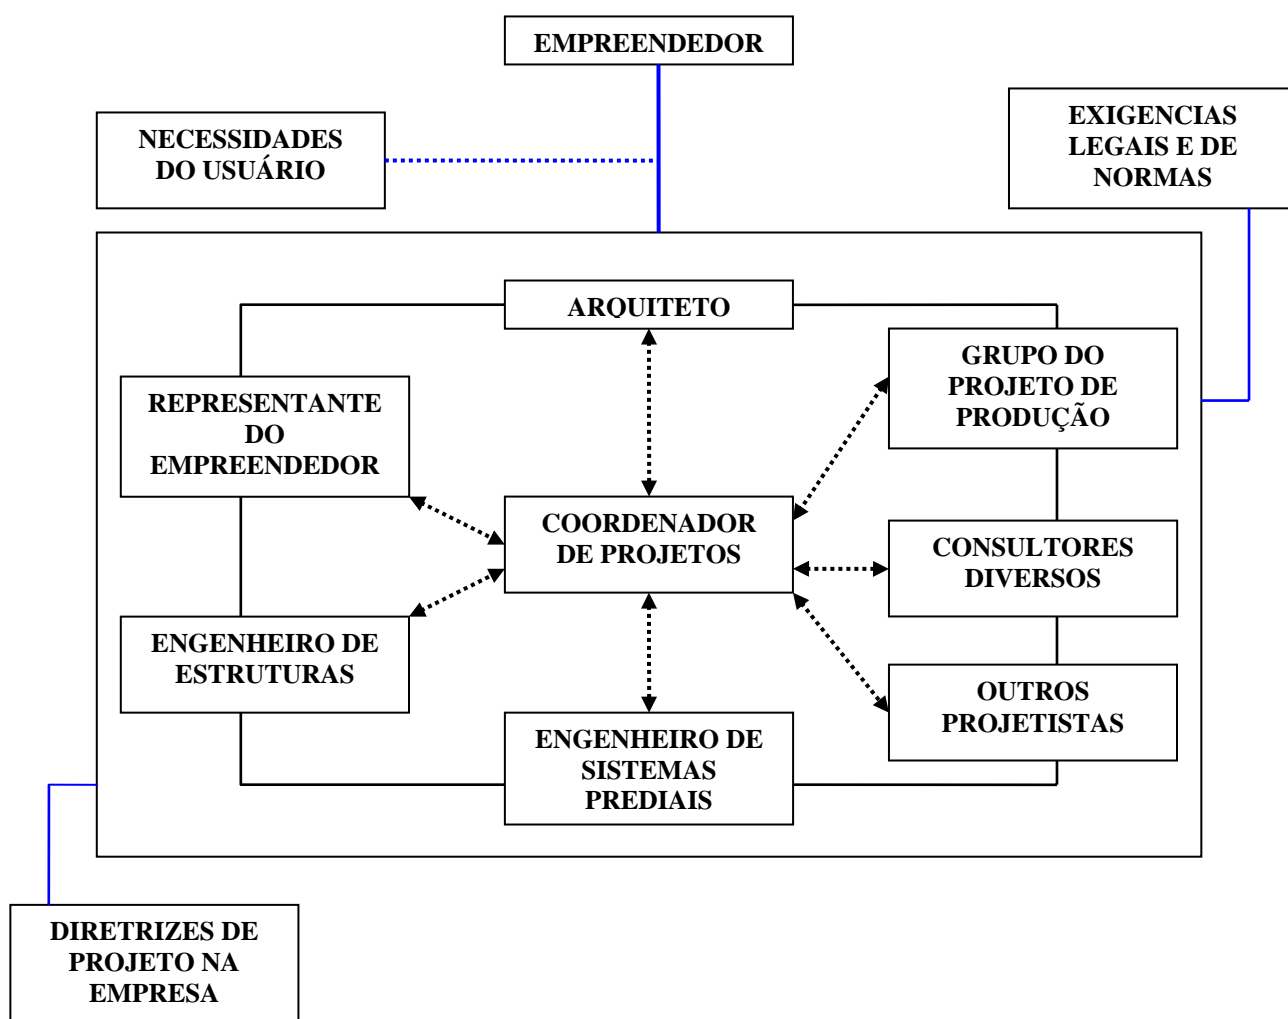 EMPREENDEDOR
NECESSIDADES
DO USUÁRIO
EXIGENCIAS
LEGAIS E DE
NORMAS
ARQUITETO
REPRESENTANTE
DO
EMPREENDEDOR
GRUPO DO
PROJETO DE
PRODUÇÃO
COORDENADOR
DE PROJETOS
CONSULTORES
DIVERSOS
ENGENHEIRO DE
ESTRUTURAS
OUTROS
PROJETISTAS
ENGENHEIRO DE
SISTEMAS
PREDIAIS
DIRETRIZES DE
PROJETO NA
EMPRESA